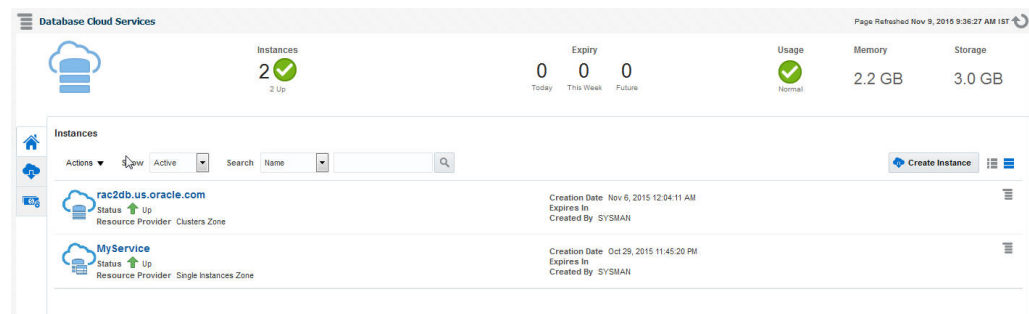 Database Cloud Services
Page Refreshed Nov 9, 2015 9:36:27 AM IST
Instances Expiry Usage Memory Storage
2 0 0 0 2.2 GB 3.0 GB
2 Up Today This Week Future Normal
Instances
Actions Show Active Search Name Create Instance
rac2db.us.oracle.com
Status Up
Resource Provider Clusters Zone
Creation Date Nov 6, 2015 12:04:11 AM
Expires In
Created By SYSMAN
MyService
Status Up
Resource Provider Single Instances Zone
Creation Date Oct 29, 2015 11:45:20 PM
Expires In
Created By SYSMAN